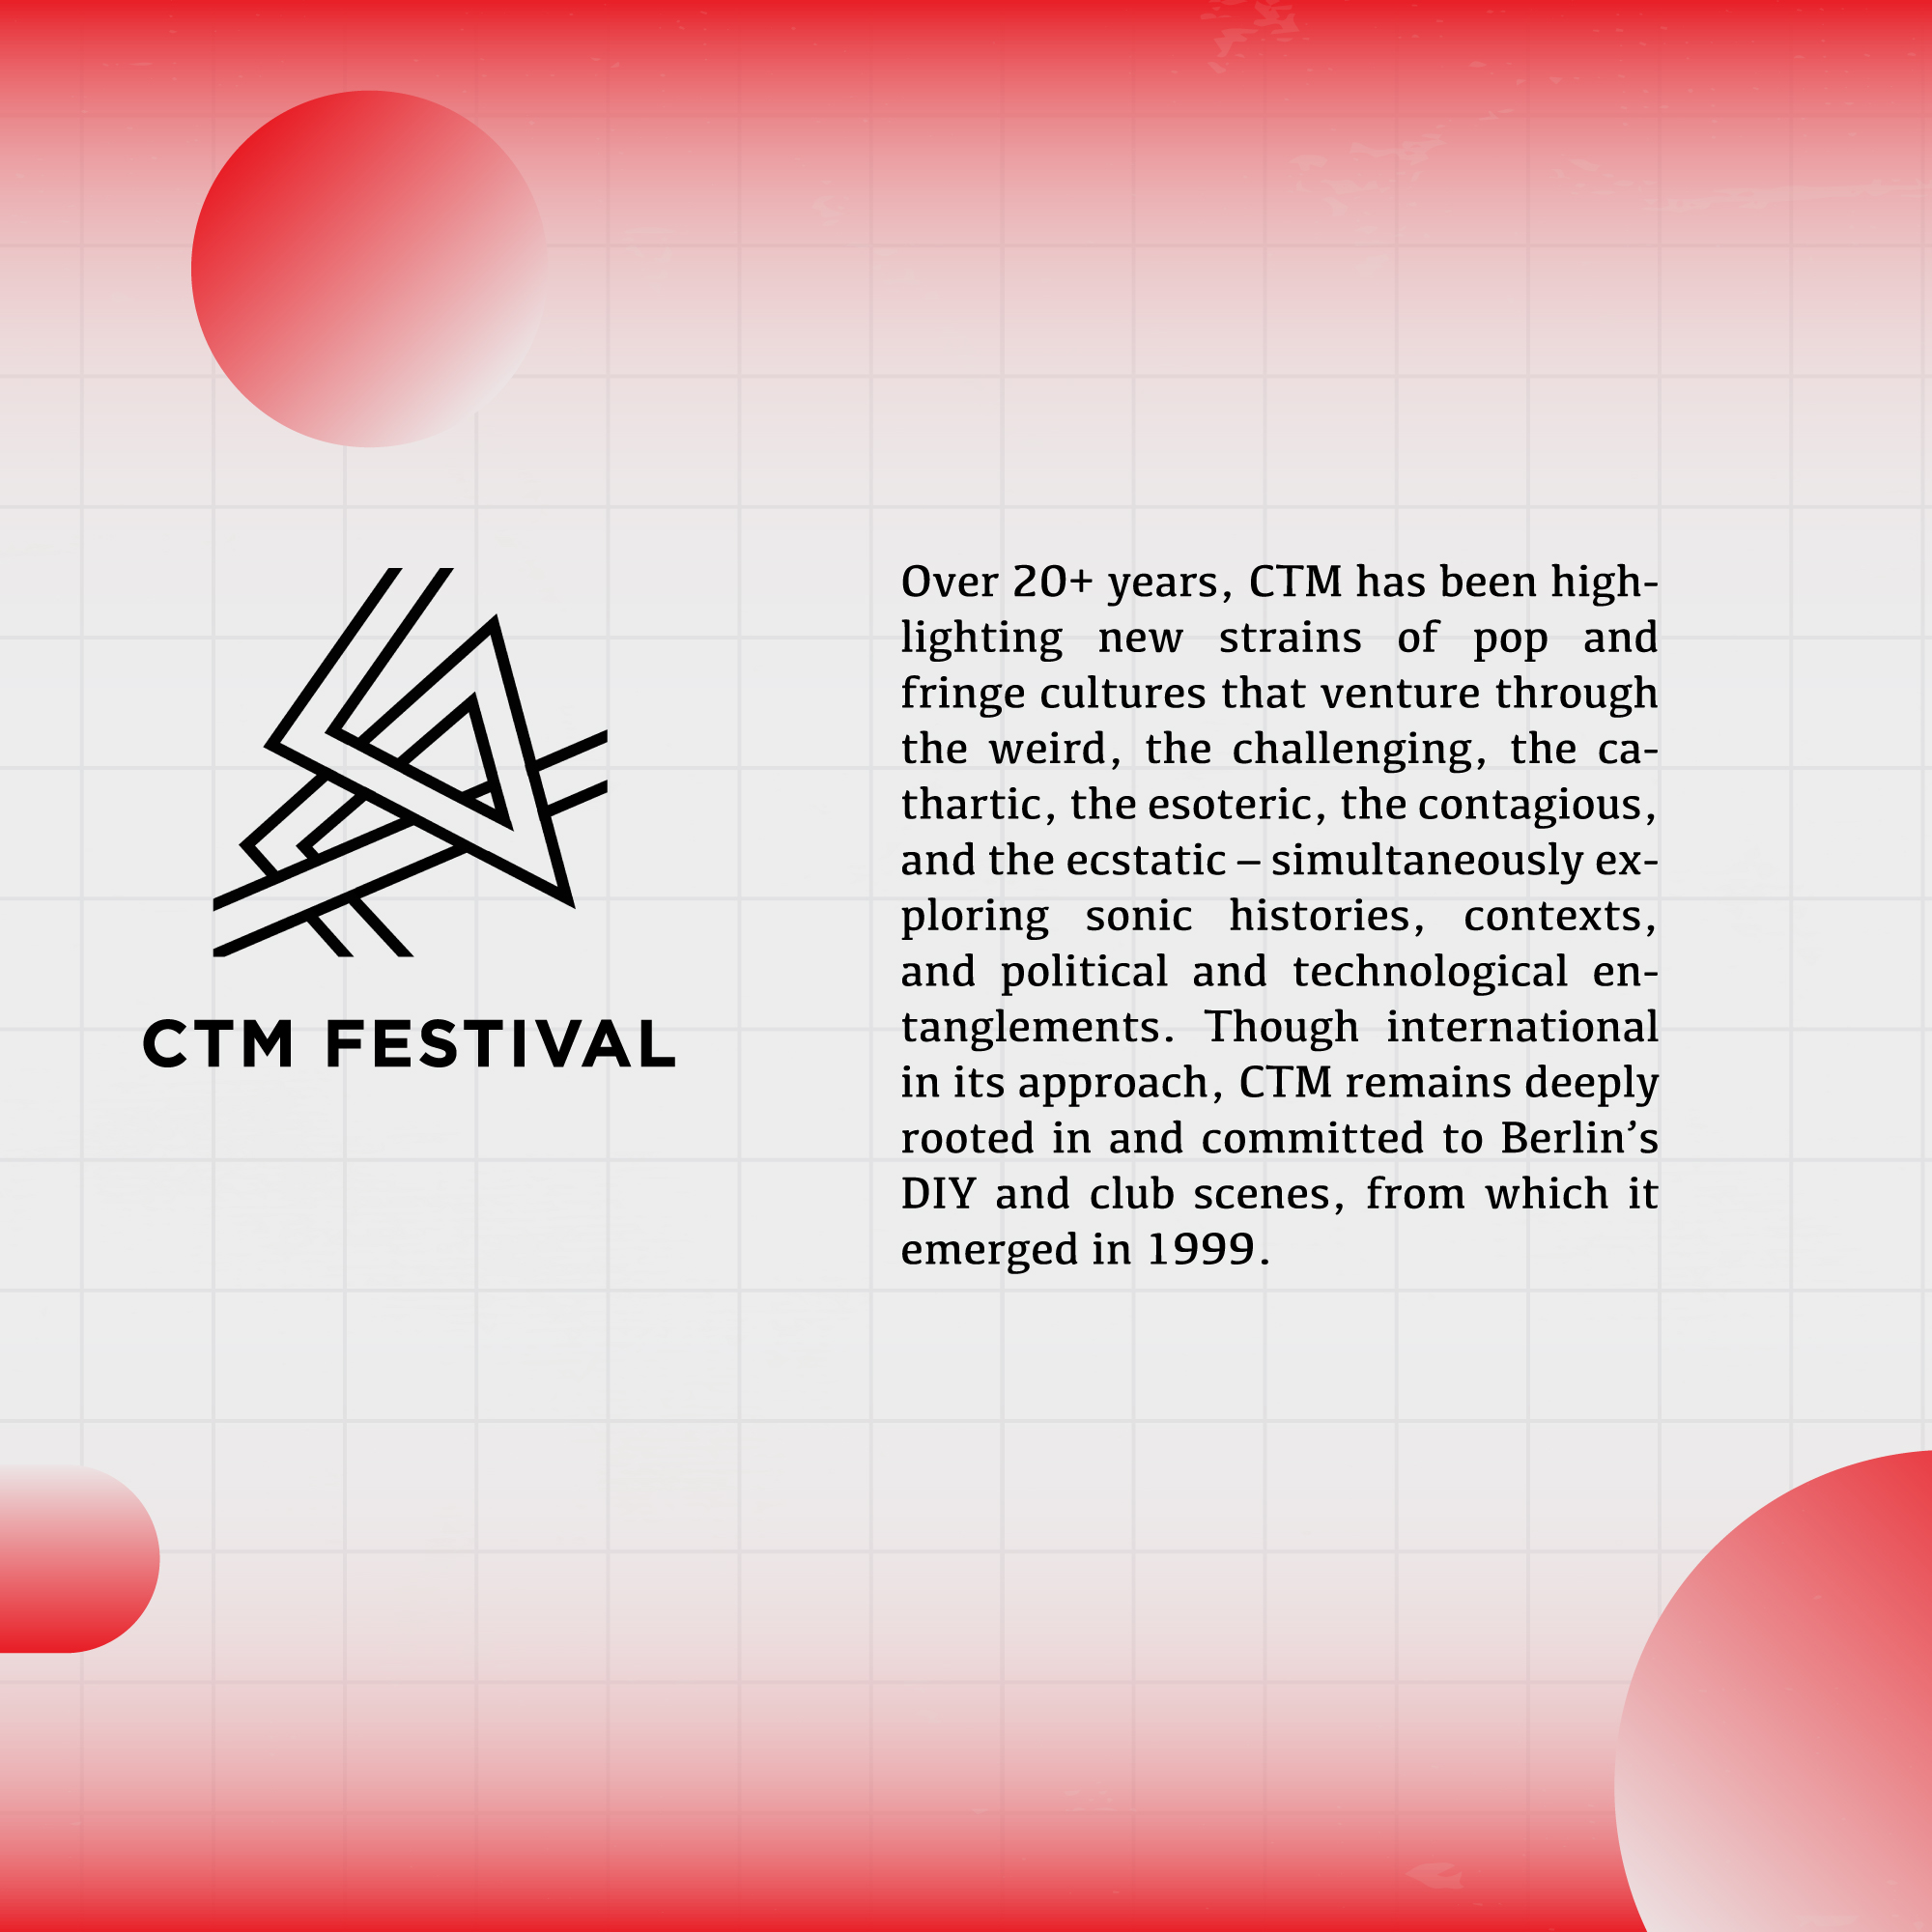 CTM FESTIVAL
Over 20+ years, CTM has been high-
lighting new strains of pop and
fringe cultures that venture through
the weird, the challenging, the ca-
thartic, the esoteric, the contagious,
and the ecstatic – simultaneously ex-
ploring sonic histories, contexts,
and political and technological en-
tanglements. Though international
in its approach, CTM remains deeply
rooted in and committed to Berlin’s
DIY and club scenes, from which it
emerged in 1999.